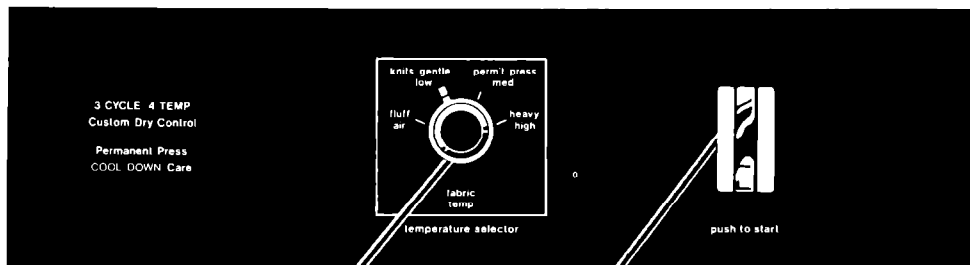 3 CYCLE 4 TEMP
Custom Dry Control
Permanent Press
COOL DOWN Care
knits gentle
low
perm't press
med
fluff
air
heavy
high
fabric
temp
temperature selector
push to start